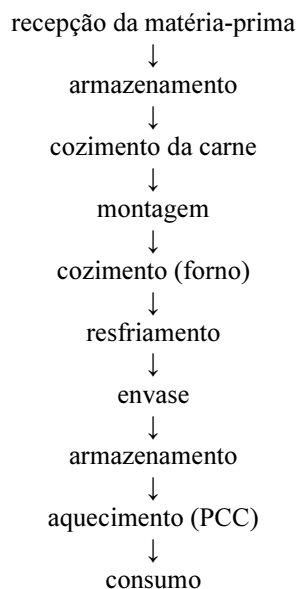 recepção da matéria-prima
↓
armazenamento
↓
cozimento da carne
↓
montagem
↓
cozimento (forno)
↓
resfriamento
↓
envase
↓
armazenamento
↓
aquecimento (PCC)
↓
consumo